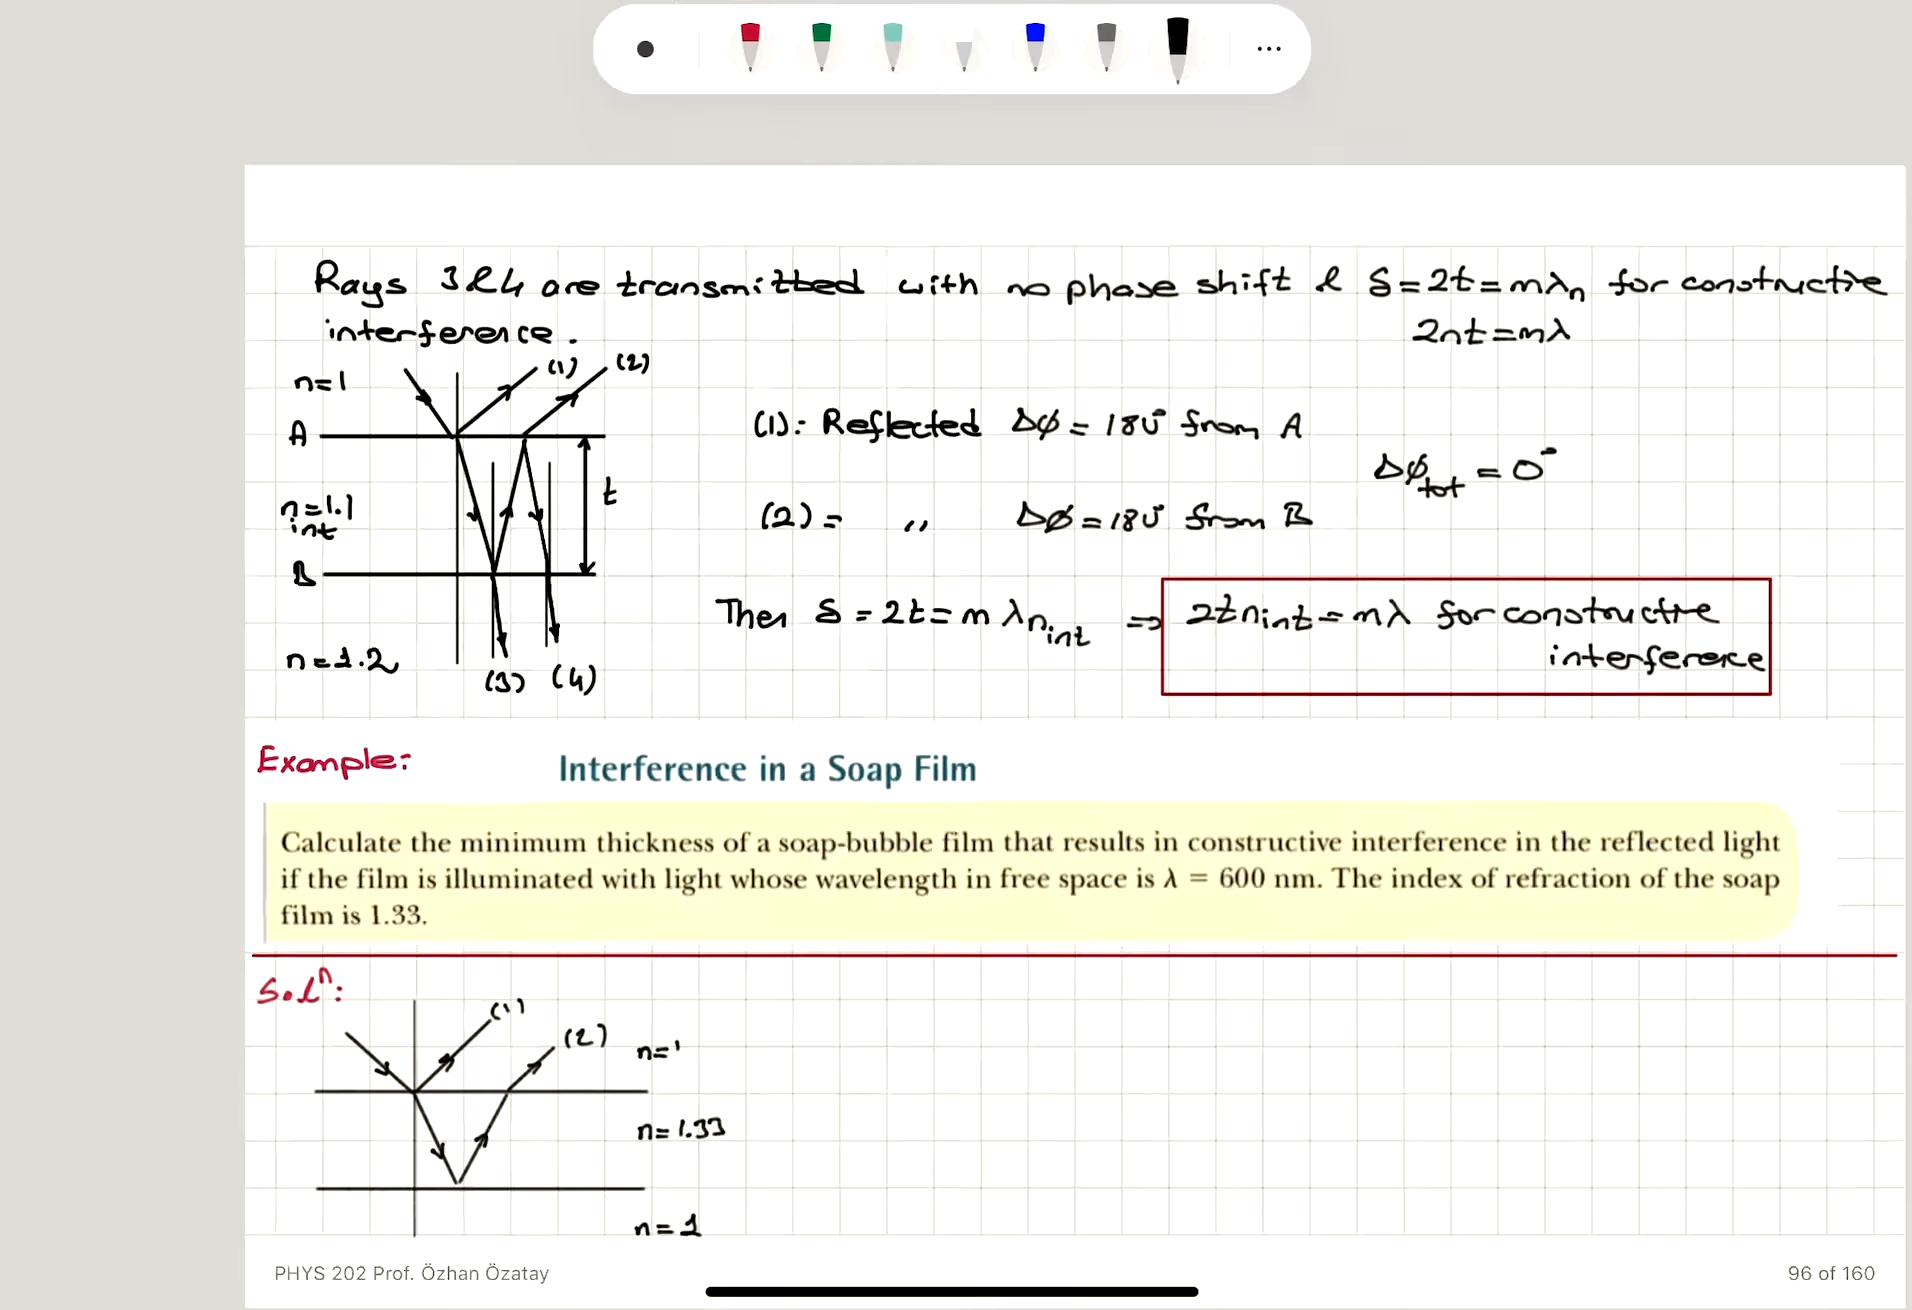 Rays 3 & 4 are transmitted with no phase shift & δ = 2t = mλn for constructive
interference.
2nt = mλ
(1) (2)
n=1
A
(1): Reflected Δϕ = 180° from A
Δϕtot = 0°
t
n=1.1
int
(2) = " Δϕ = 180° from B
B
Then δ = 2t = m λnint => 2tnint = mλ for constructive
interference
n=1.2
(3) (4)
Example: Interference in a Soap Film
Calculate the minimum thickness of a soap-bubble film that results in constructive interference in the reflected light
if the film is illuminated with light whose wavelength in free space is λ = 600 nm. The index of refraction of the soap
film is 1.33.
Solⁿ:
(1)
(2) n=1
n=1.33
n=1
PHYS 202 Prof. Özhan Özatay 96 of 160